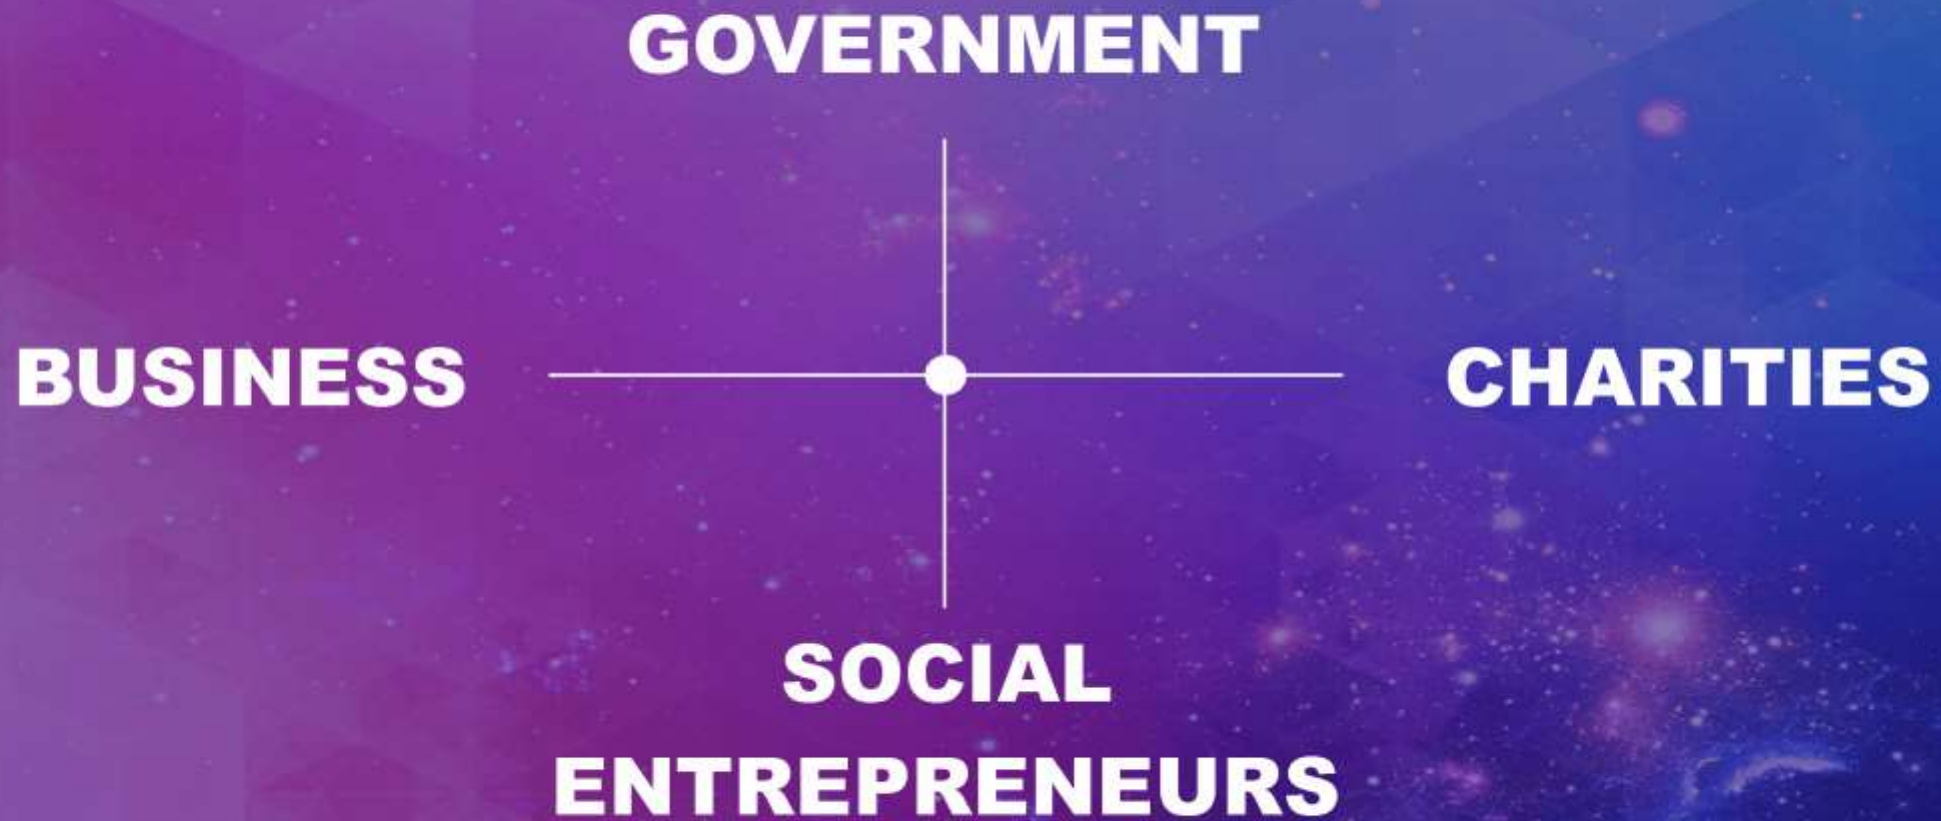 GOVERNMENT
BUSINESS
CHARITIES
SOCIAL
ENTREPRENEURS